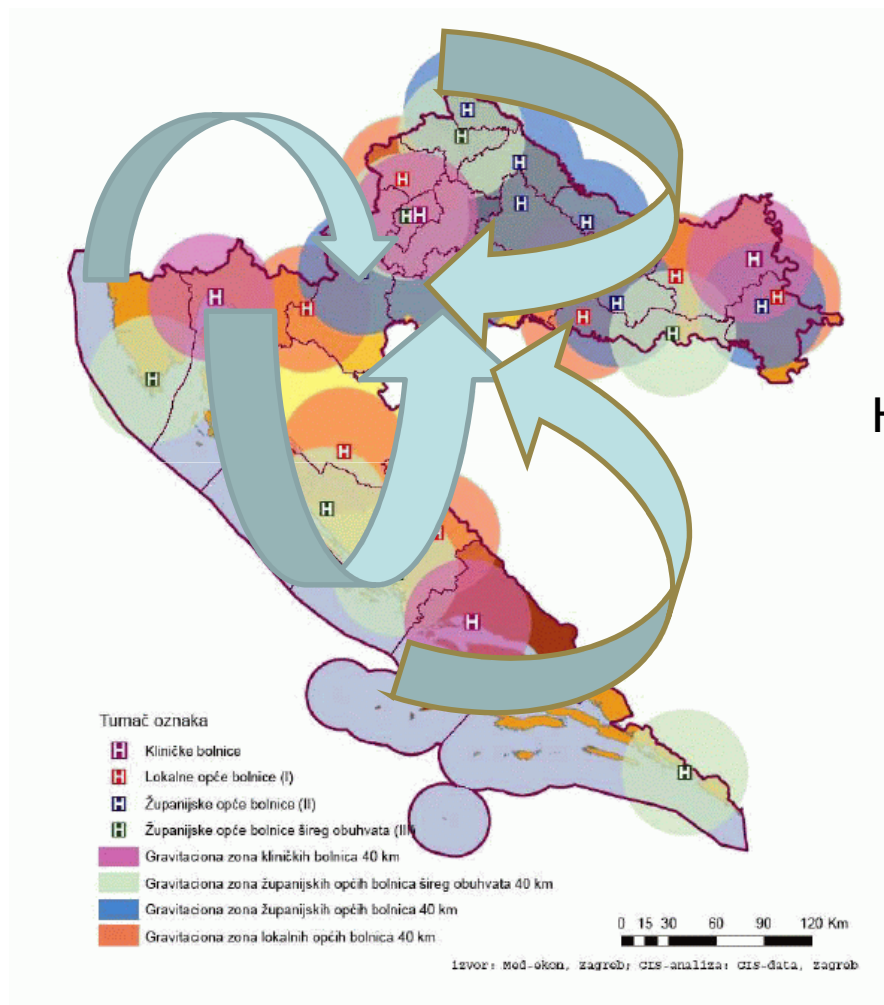 H
Tumač oznaka
H Kliničke bolnice
H Lokalne opće bolnice (I)
H Županijske opće bolnice (II)
H Županijske opće bolnice šireg obuhvata (III)
Gravitaciona zona kliničkih bolnica 40 km
Gravitaciona zona županijskih općih bolnica šireg obuhvata 40 km
Gravitaciona zona županijskih općih bolnica 40 km
Gravitaciona zona lokalnih općih bolnica 40 km
0 15 30 60 90 120 Km
izvor: Med-ekon, Zagreb; GIS-analiza: GIS-data, Zagreb